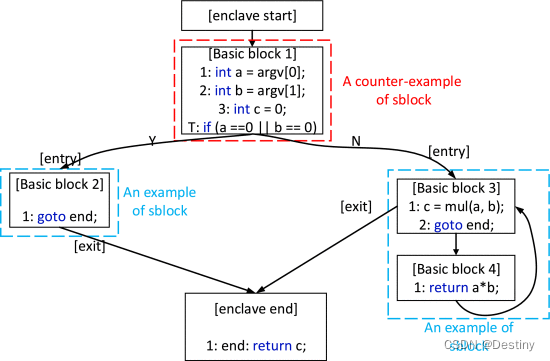 [enclave start]
[Basic block 1]
1: int a = argv[0];
2: int b = argv[1];
3: int c = 0;
T: if (a ==0 || b == 0)
A counter-example
of sblock
Y
N
[entry]
[entry]
[Basic block 2]
1: goto end;
An example
of sblock
[exit]
[exit]
[Basic block 3]
1: c = mul(a, b);
2: goto end;
[Basic block 4]
1: return a*b;
An example of
sblock
[enclave end]
1: end: return c;
CSDN @Destiny